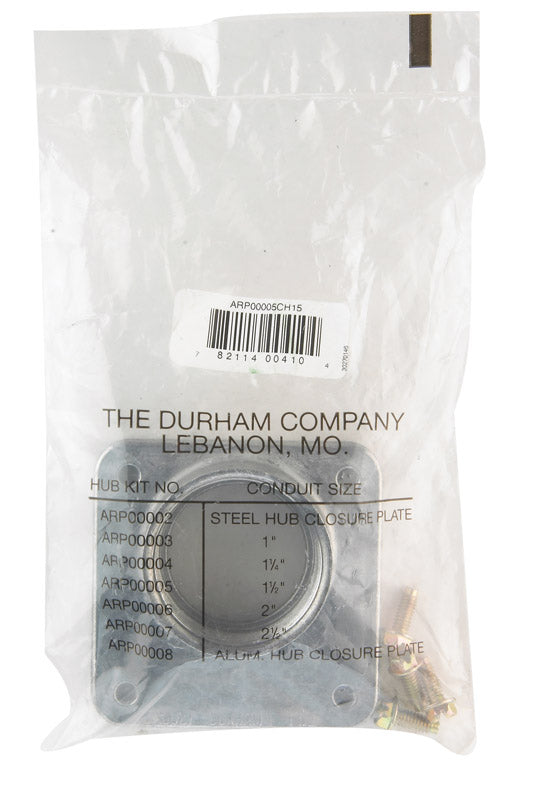 ARP00005CH15
7 82114 00410 4
20270146
THE DURHAM COMPANY
LEBANON, MO.
HUB KIT NO. CONDUIT SIZE
ARP00002 STEEL HUB CLOSURE PLATE
ARP00003 1"
ARP00004 1¼"
ARP00005 1½"
ARP00006 2"
ARP00007 2½"
ARP00008 ALUM. HUB CLOSURE PLATE